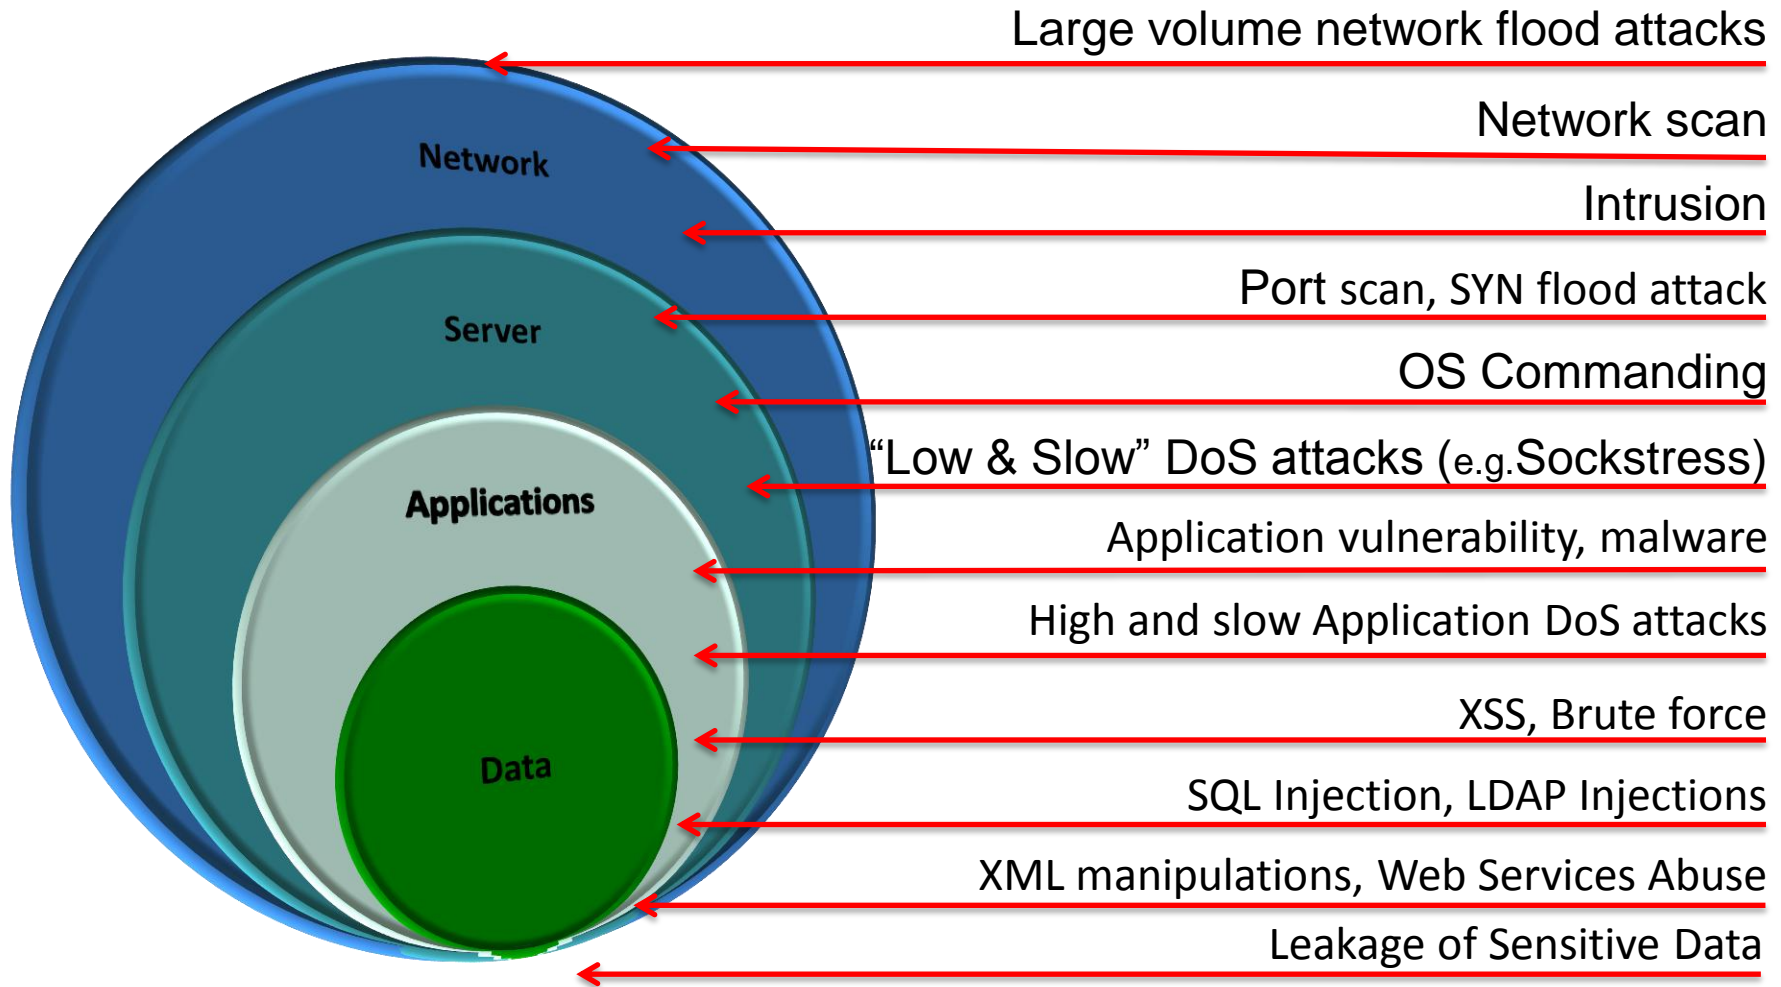 Large volume network flood attacks
Network scan
Network
Intrusion
Port scan, SYN flood attack
Server
OS Commanding
“Low & Slow” DoS attacks (e.g.Sockstress)
Applications
Application vulnerability, malware
High and slow Application DoS attacks
XSS, Brute force
Data
SQL Injection, LDAP Injections
XML manipulations, Web Services Abuse
Leakage of Sensitive Data